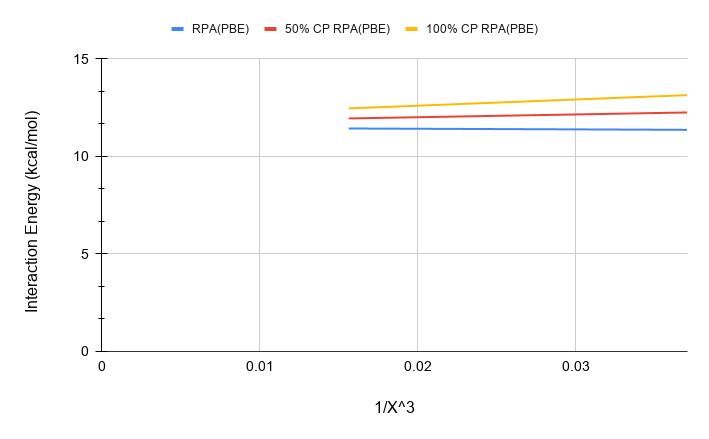 RPA(PBE) 50% CP RPA(PBE) 100% CP RPA(PBE)
15
10
5
0
Interaction Energy (kcal/mol)
0 0.01 0.02 0.03
1/X^3